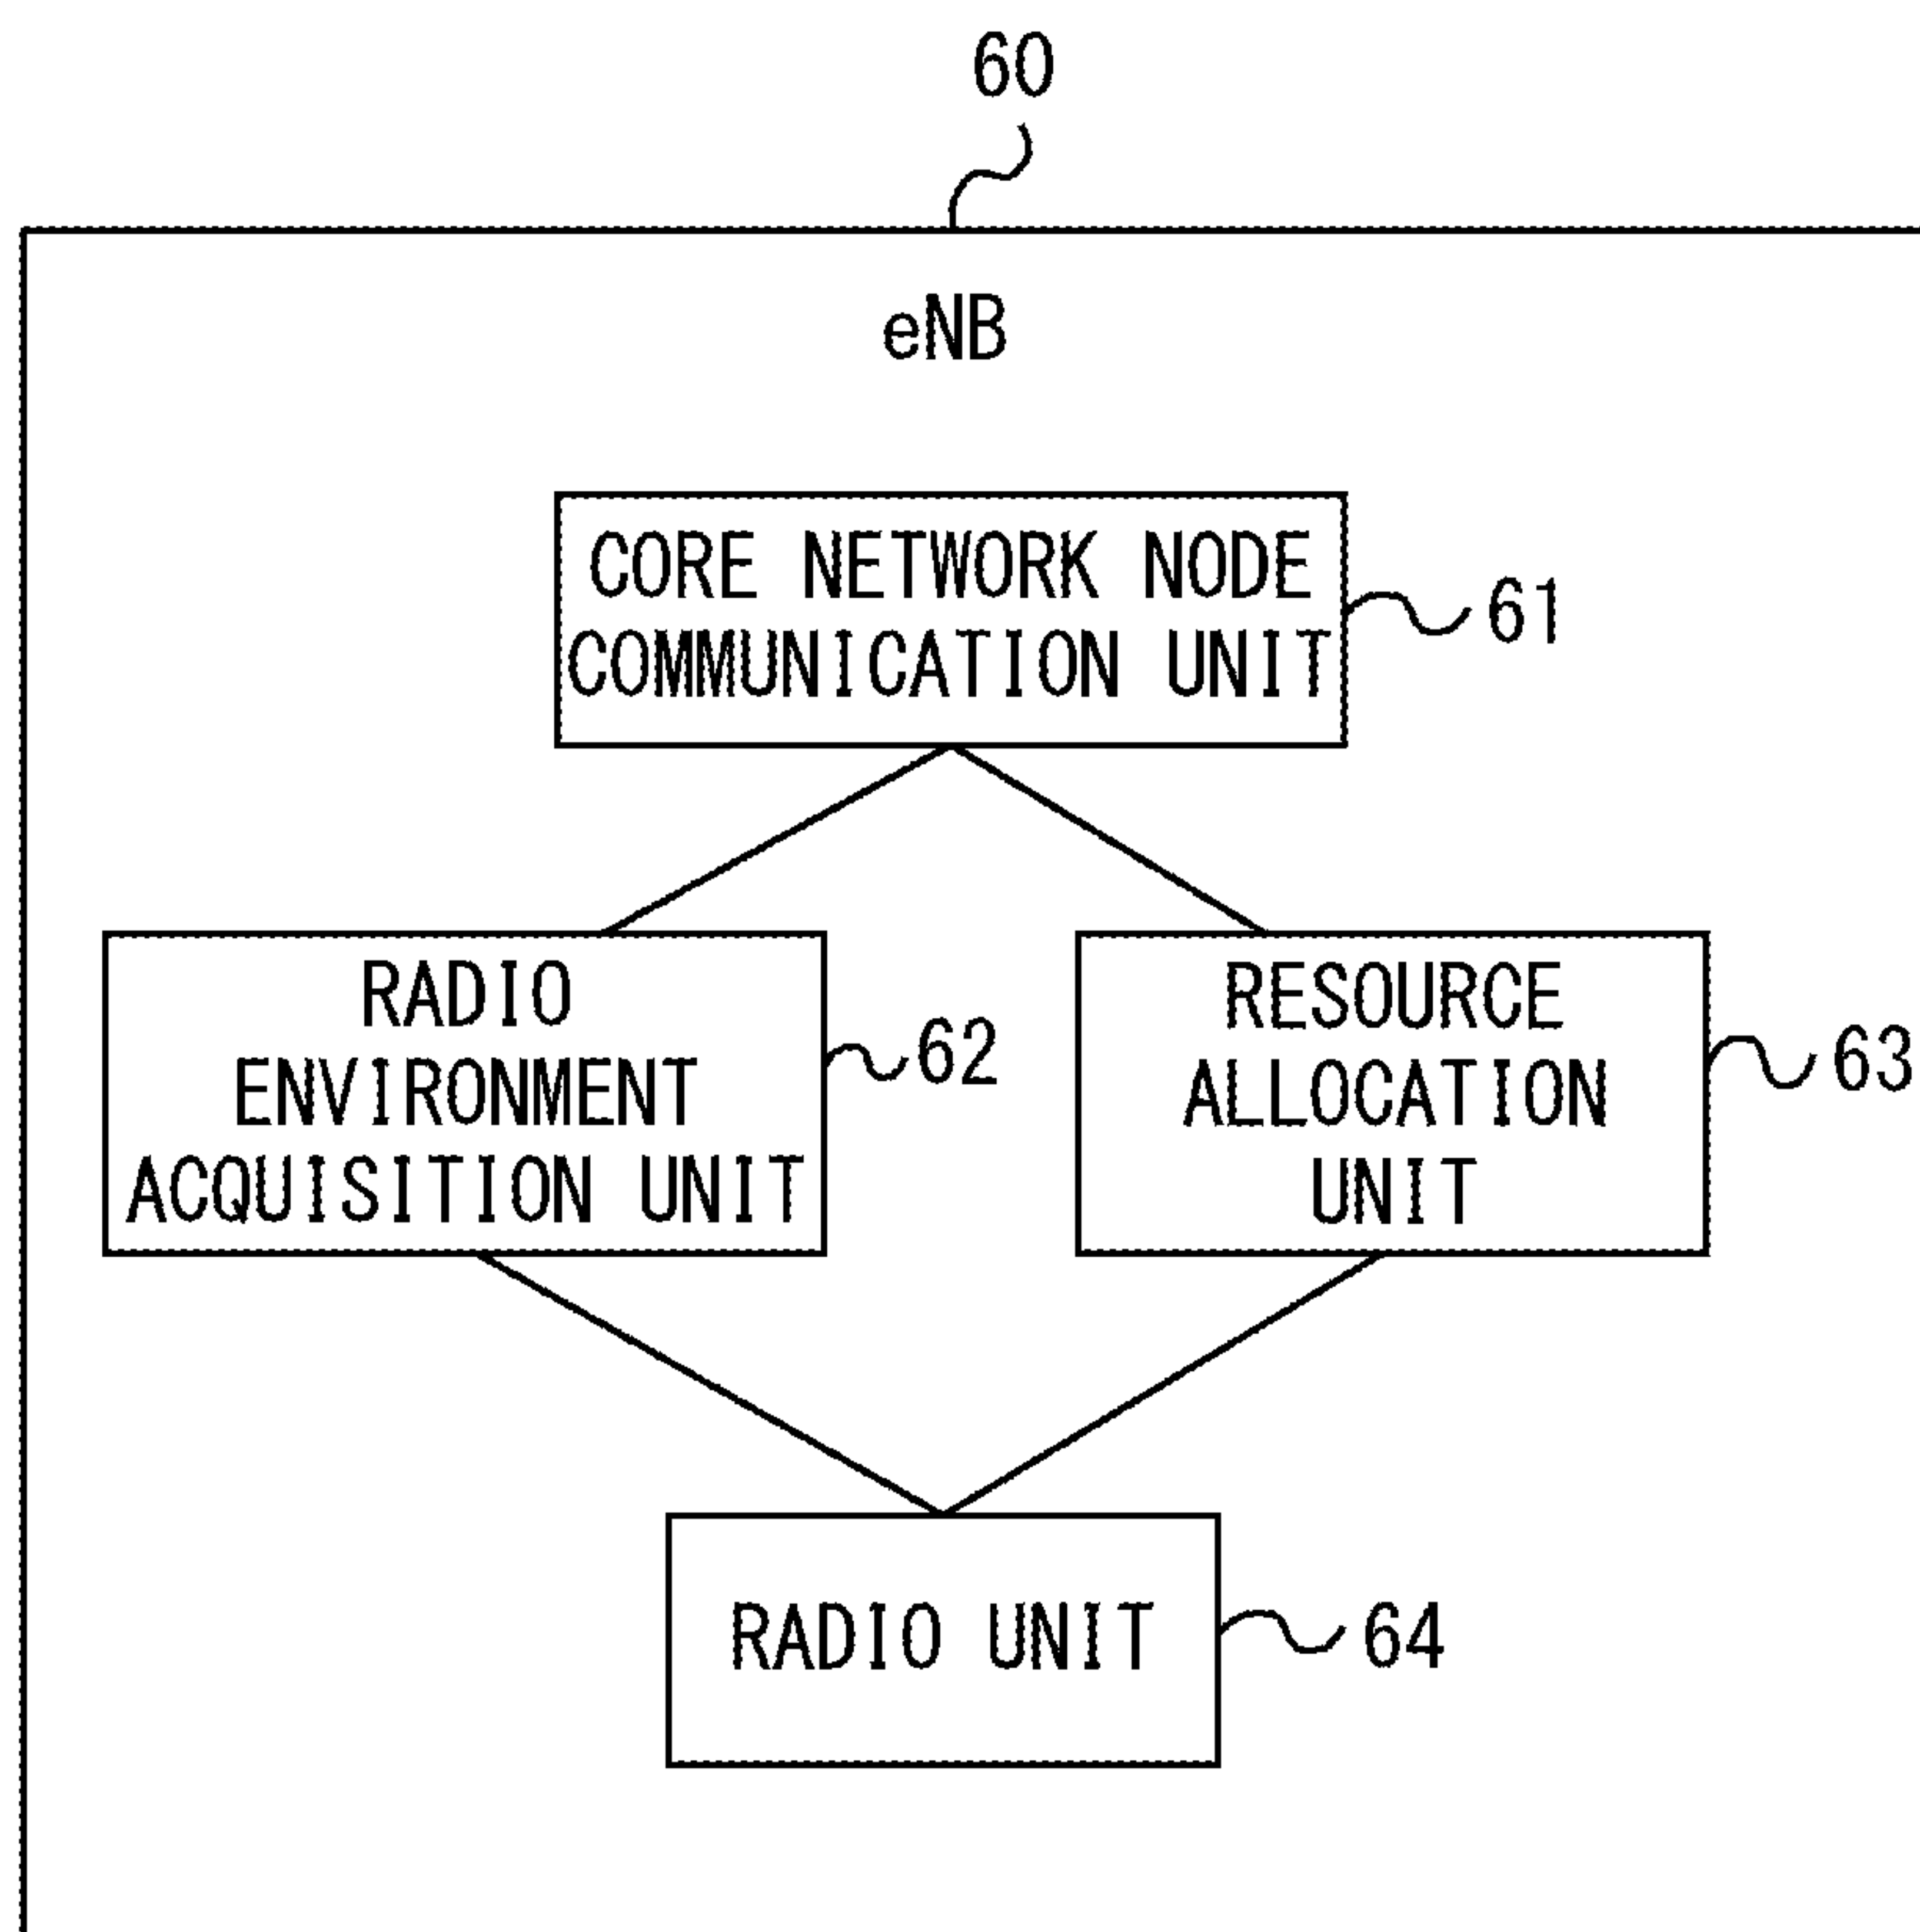 60
eNB
CORE NETWORK NODE
COMMUNICATION UNIT
61
RADIO
ENVIRONMENT
ACQUISITION UNIT
62
RESOURCE
ALLOCATION
UNIT
63
RADIO UNIT
64